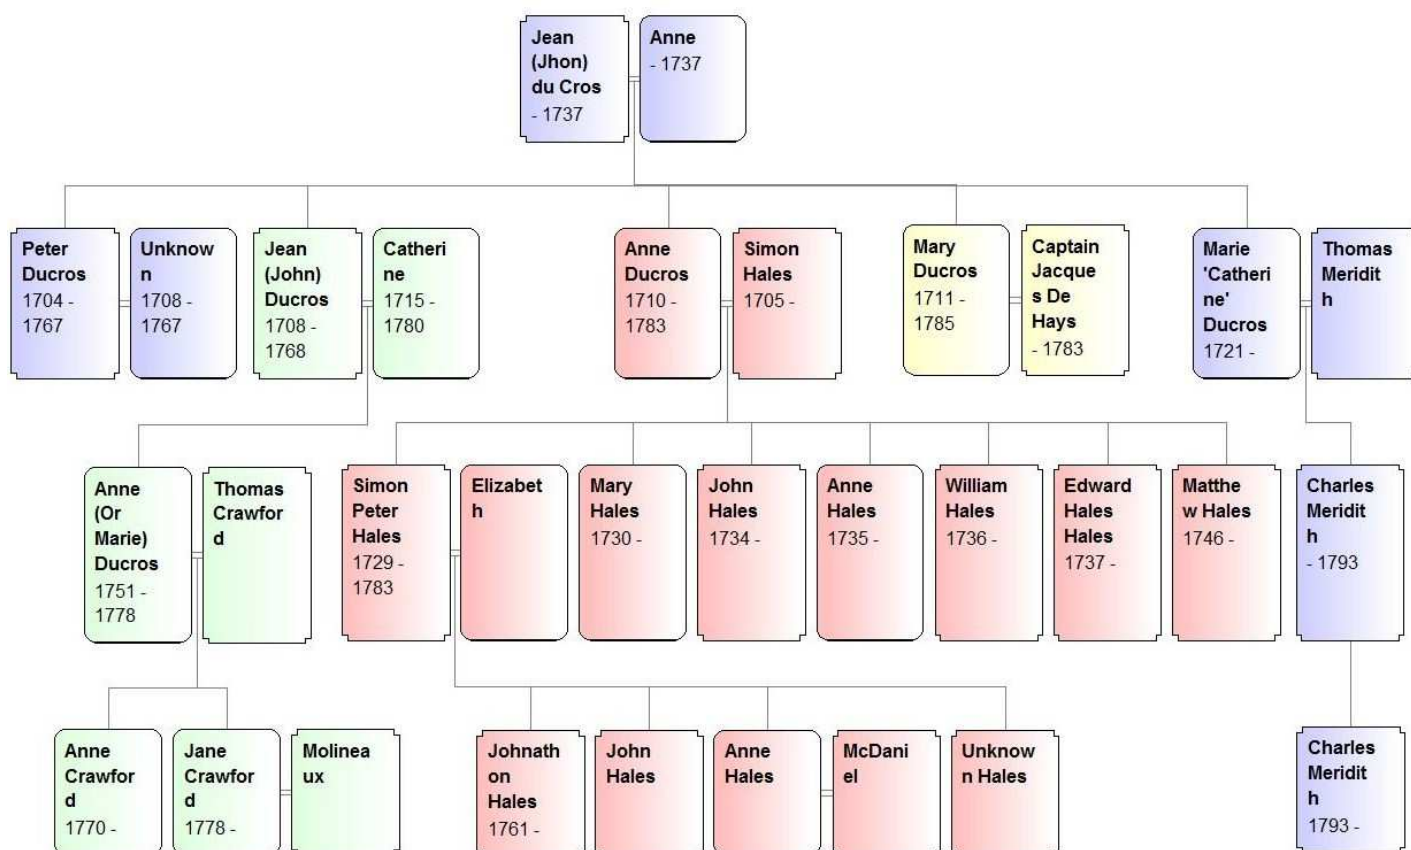 Jean
(Jhon)
du Cros
- 1737
Anne
- 1737
Peter
Ducros
1704 -
1767
Unknow
n
1708 -
1767
Jean
(John)
Ducros
1708 -
1768
Catheri
ne
1715 -
1780
Anne
Ducros
1710 -
1783
Simon
Hales
1705 -
Mary
Ducros
1711 -
1785
Captain
Jacque
s De
Hays
- 1783
Marie
'Catheri
ne'
Ducros
1721 -
Thomas
Meridit
h
Anne
(Or
Marie)
Ducros
1751 -
1778
Thomas
Crawfor
d
Simon
Peter
Hales
1729 -
1783
Elizabet
h
Mary
Hales
1730 -
John
Hales
1734 -
Anne
Hales
1735 -
William
Hales
1736 -
Edward
Hales
Hales
1737 -
Matthe
w Hales
1746 -
Charles
Meridit
h
- 1793
Anne
Crawfor
d
1770 -
Jane
Crawfor
d
1778 -
Molinea
ux
Johnath
on
Hales
1761 -
John
Hales
Anne
Hales
McDani
el
Unknow
n Hales
Charles
Meridit
h
1793 -